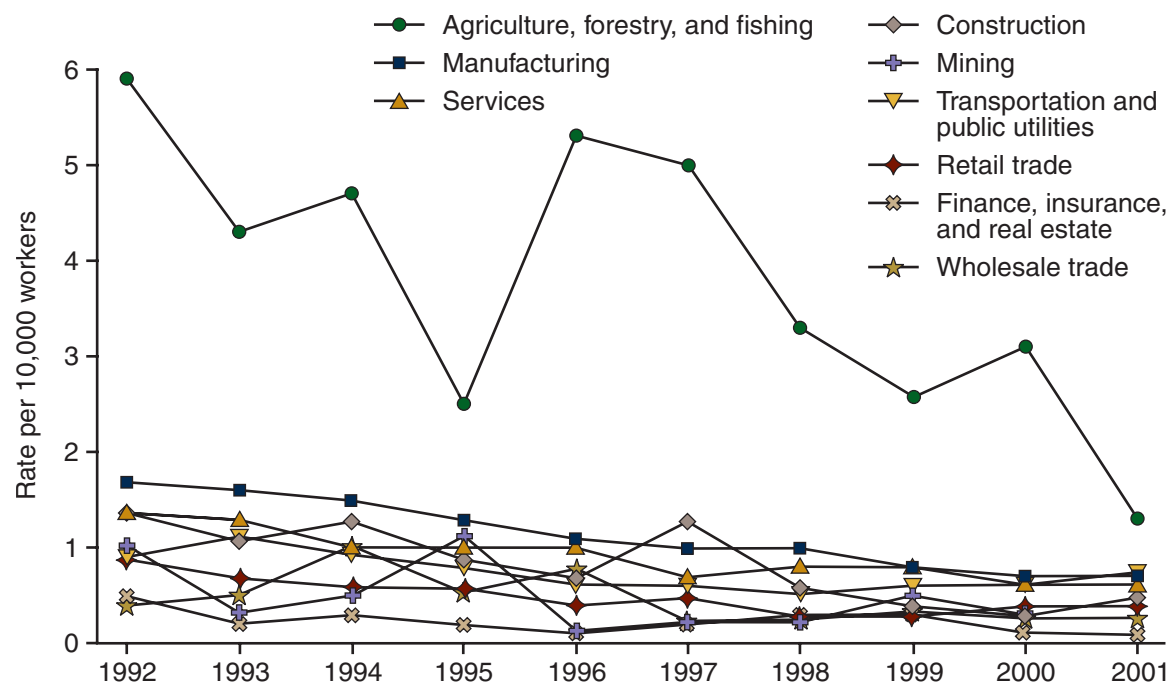 Agriculture, forestry, and fishing
Manufacturing
Services
Construction
Mining
Transportation and
public utilities
Retail trade
Finance, insurance,
and real estate
Wholesale trade
Rate per 10,000 workers
6
5
4
3
2
1
0
1992
1993
1994
1995
1996
1997
1998
1999
2000
2001